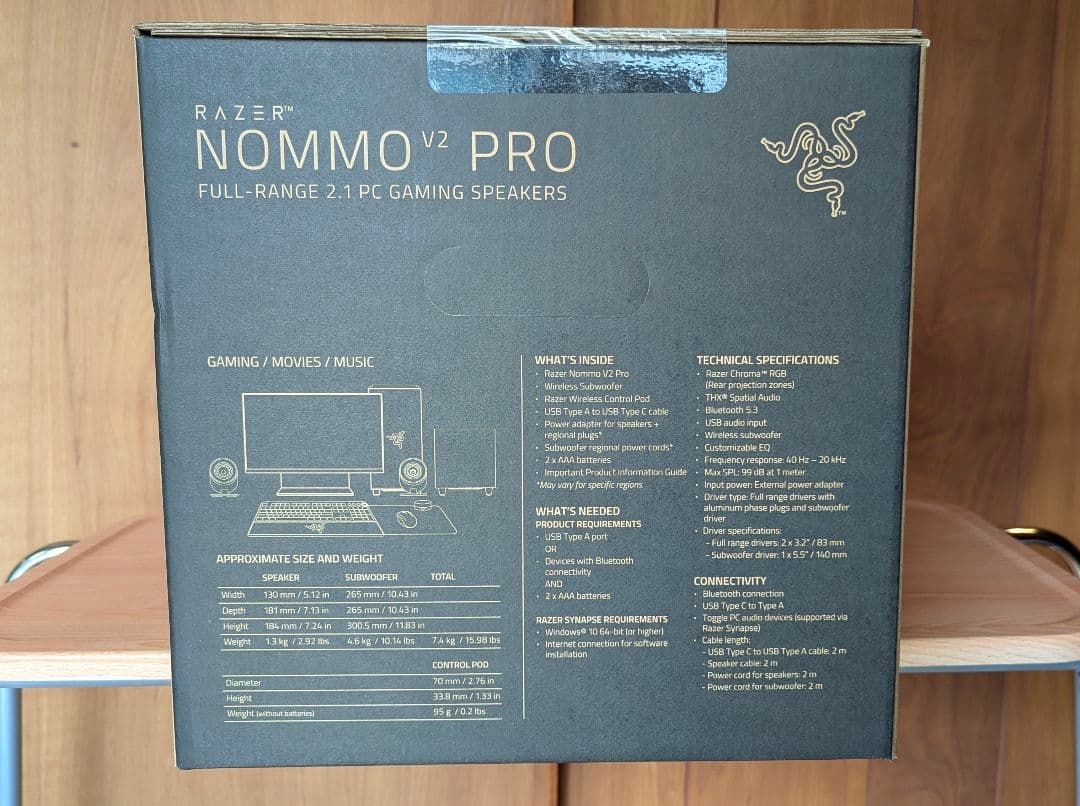 RAZER™
NOMMO V2 PRO
FULL-RANGE 2.1 PC GAMING SPEAKERS
™
GAMING / MOVIES / MUSIC
APPROXIMATE SIZE AND WEIGHT
SPEAKER SUBWOOFER TOTAL
Width 130 mm / 5.12 in 265 mm / 10.43 in
Depth 181 mm / 7.13 in 265 mm / 10.43 in
Height 184 mm / 7.24 in 300.5 mm / 11.83 in
Weight 1.3 kg / 2.92 lbs 4.6 kg / 10.14 lbs 7.4 kg / 15.98 lbs
CONTROL POD
Diameter 70 mm / 2.76 in
Height 33.8 mm / 1.33 in
Weight (without batteries) 95 g / 0.2 lbs
WHAT'S INSIDE
· Razer Nommo V2 Pro
· Wireless Subwoofer
· Razer Wireless Control Pod
· USB Type A to USB Type C cable
· Power adapter for speakers +
regional plugs*
· Subwoofer regional power cords*
· 2 x AAA batteries
· Important Product Information Guide
*May vary for specific regions
WHAT'S NEEDED
PRODUCT REQUIREMENTS
· USB Type A port
OR
· Devices with Bluetooth
connectivity
AND
· 2 x AAA batteries
RAZER SYNAPSE REQUIREMENTS
· Windows® 10 64-bit (or higher)
· Internet connection for software
installation
TECHNICAL SPECIFICATIONS
· Razer Chroma™ RGB
(Rear projection zones)
· THX® Spatial Audio
· Bluetooth 5.3
· USB audio input
· Wireless subwoofer
· Customizable EQ
· Frequency response: 40 Hz – 20 kHz
· Max SPL: 99 dB at 1 meter
· Input power: External power adapter
· Driver type: Full range drivers with
aluminum phase plugs and subwoofer
driver
· Driver specifications:
- Full range drivers: 2 x 3.2" / 83 mm
- Subwoofer driver: 1 x 5.5" / 140 mm
CONNECTIVITY
· Bluetooth connection
· USB Type C to Type A
· Toggle PC audio devices (supported via
Razer Synapse)
· Cable length:
- USB Type C to USB Type A cable: 2 m
- Speaker cable: 2 m
- Power cord for speakers: 2 m
- Power cord for subwoofer: 2 m